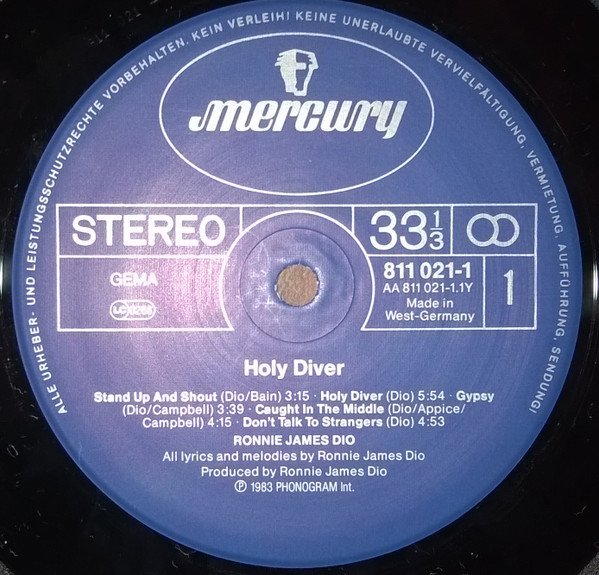 ALLE URHEBER- UND LEISTUNGSSCHUTZRECHTE VORBEHALTEN. KEIN VERLEIH! KEINE UNERLAUBTE VERVIELFÄLTIGUNG, VERMIETUNG, AUFFÜHRUNG, SENDUNG!
mercury
STEREO
33 1/3
GEMA
LC
811 021-1
AA 811 021-1.1Y
Made in
West-Germany
1
Holy Diver
Stand Up And Shout (Dio/Bain) 3:15 · Holy Diver (Dio) 5:54 · Gypsy
(Dio/Campbell) 3:39 · Caught In The Middle (Dio/Appice/
Campbell) 4:15 · Don't Talk To Strangers (Dio) 4:53
RONNIE JAMES DIO
All lyrics and melodies by Ronnie James Dio
Produced by Ronnie James Dio
℗ 1983 PHONOGRAM Int.